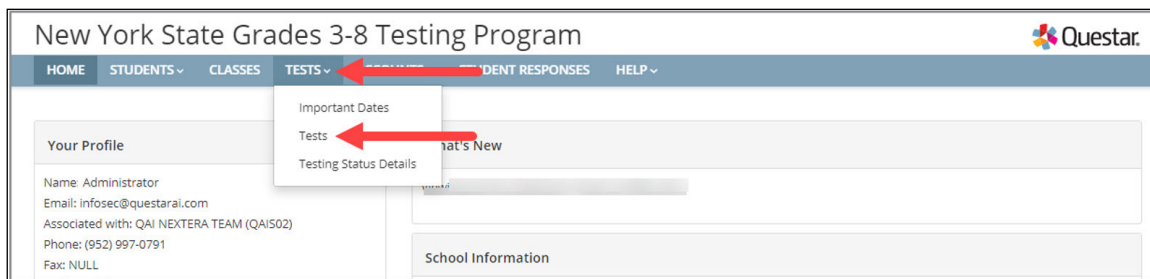 New York State Grades 3-8 Testing Program
Questar.
HOME STUDENTS CLASSES TESTS STUDENT RESPONSES HELP
Important Dates
Tests
Testing Status Details
Your Profile
What's New
Name: Administrator
Email: infosec@questarai.com
Associated with: QAI NEXTERA TEAM (QAIS02)
Phone: (952) 997-0791
Fax: NULL
School Information